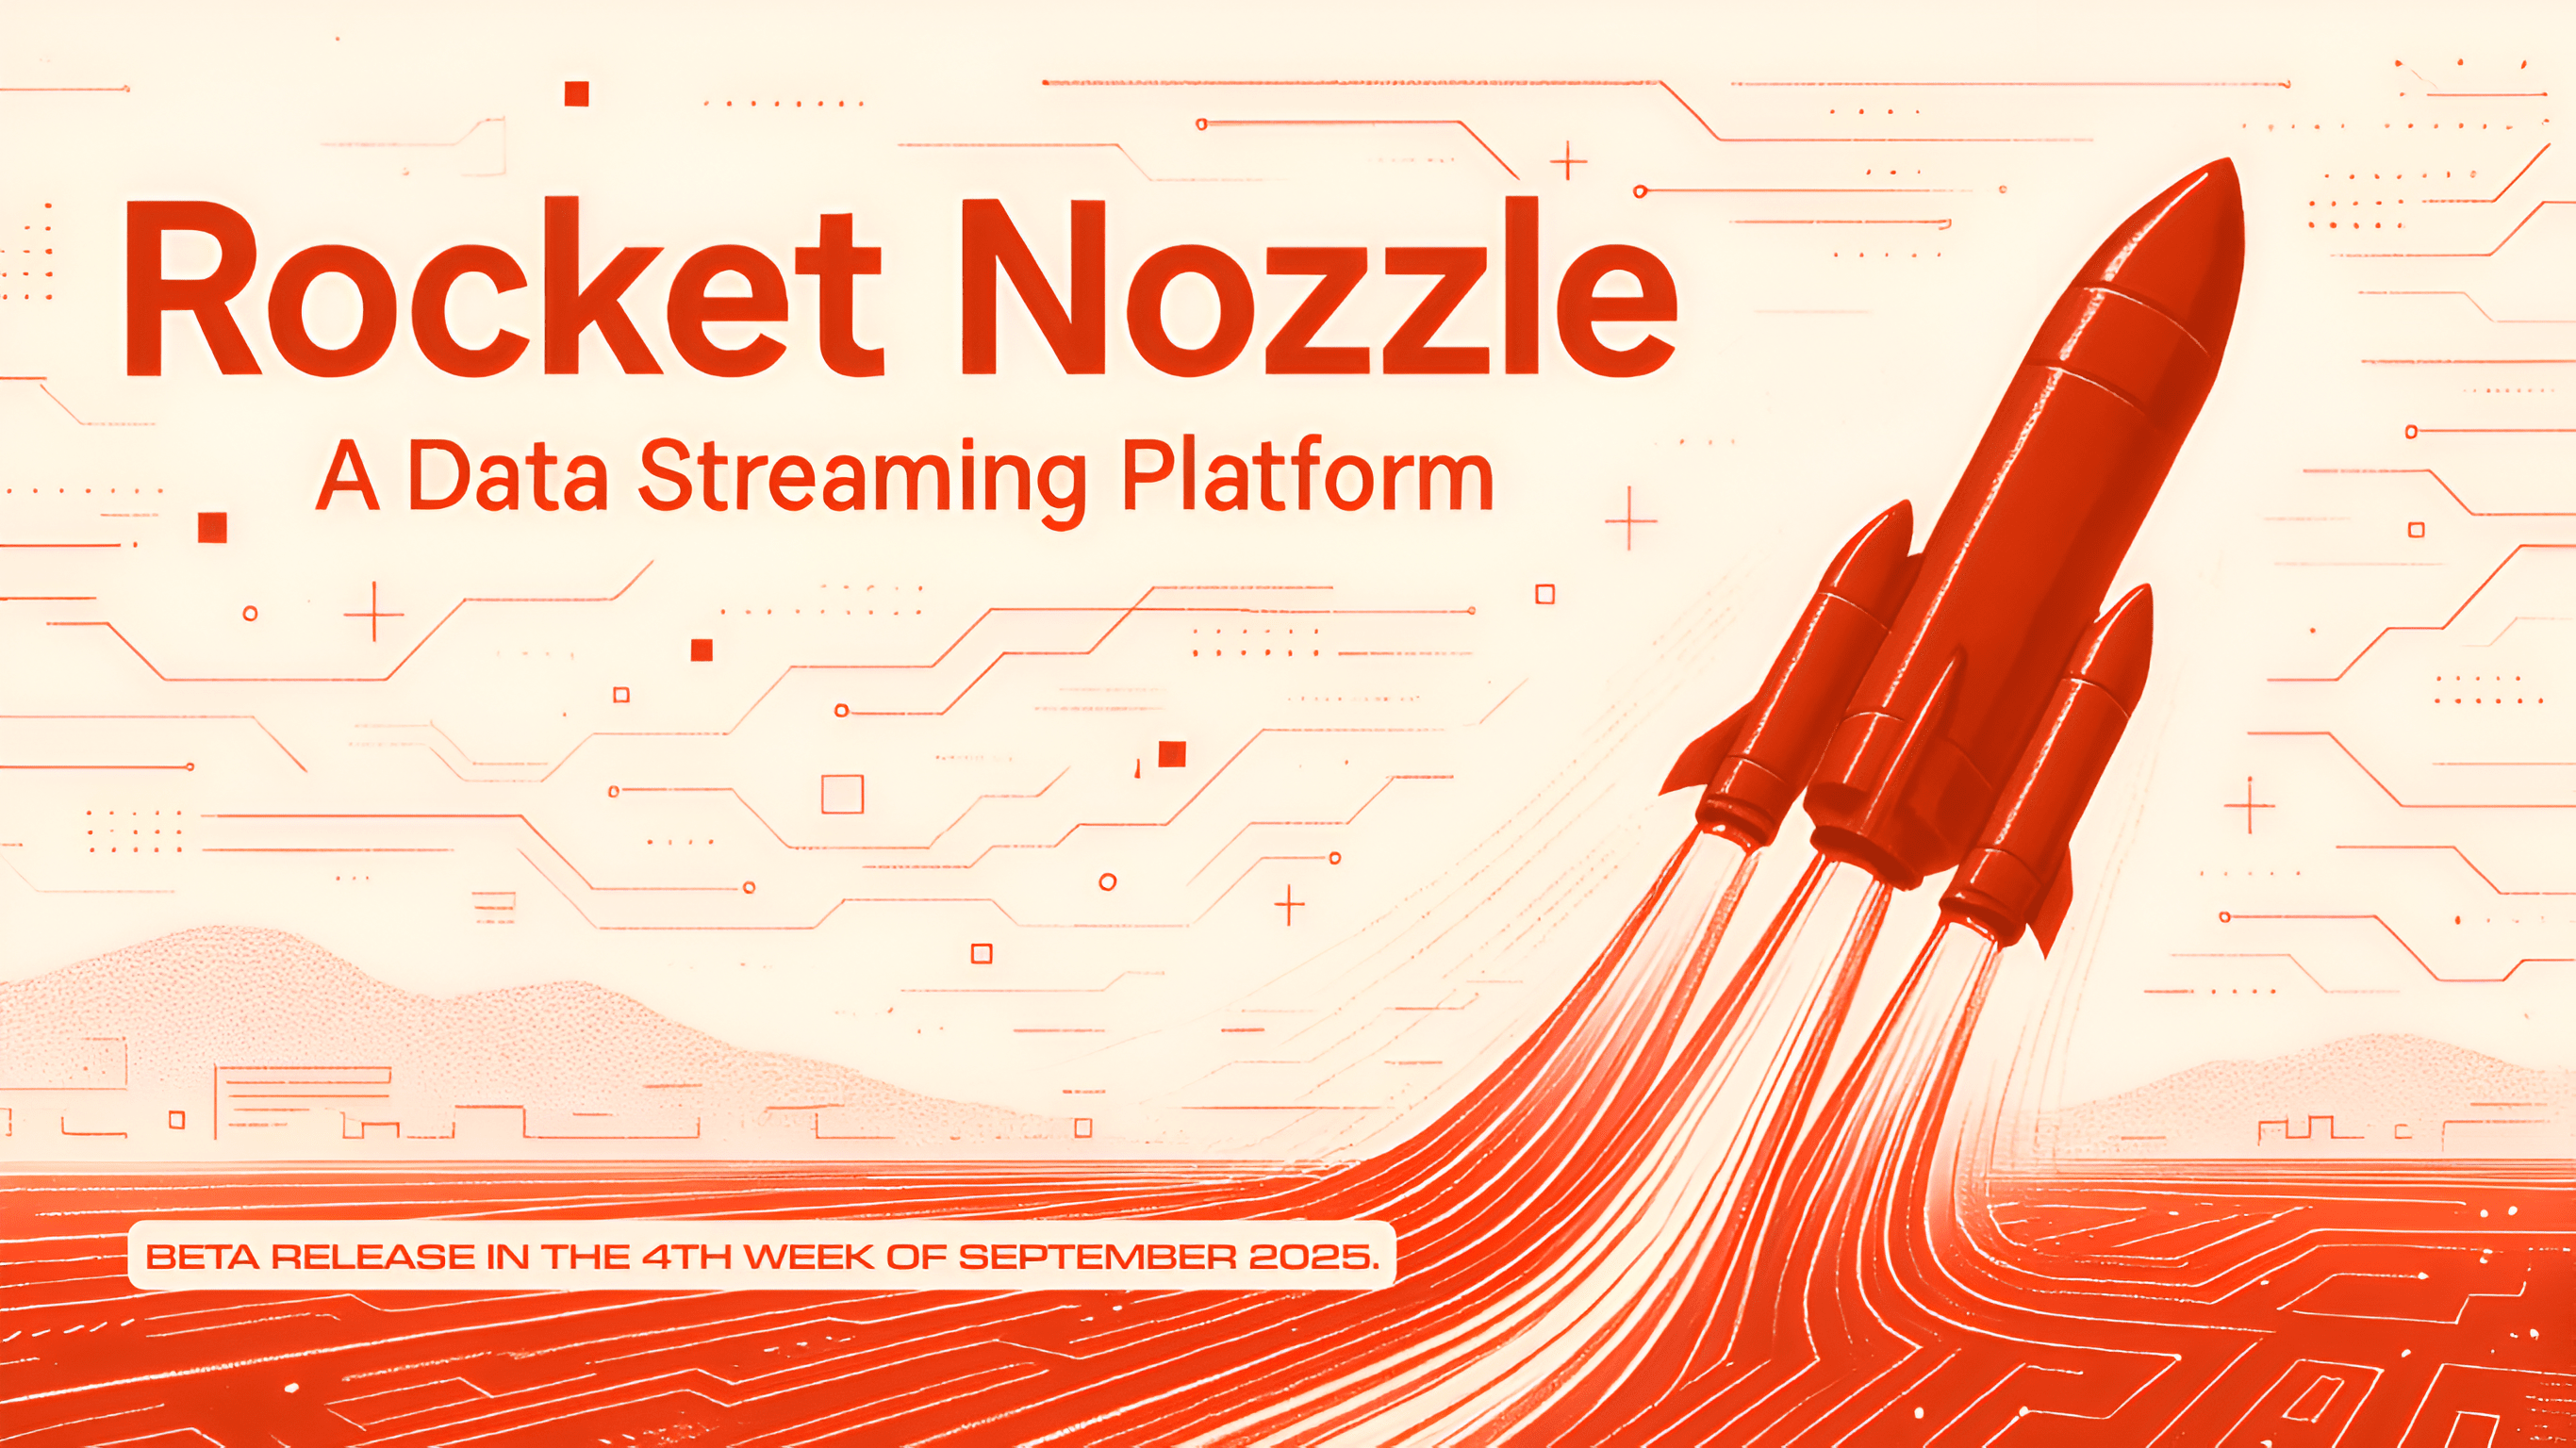 Rocket Nozzle
A Data Streaming Platform
BETA RELEASE IN THE 4TH WEEK OF SEPTEMBER 2025.